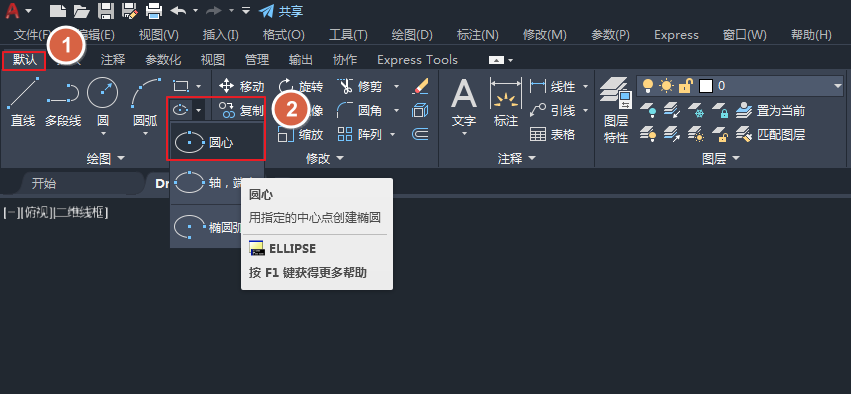 共享
文件(F) 编辑(E) 视图(V) 插入(I) 格式(O) 工具(T) 绘图(D) 标注(N) 修改(M) 参数(P) Express 窗口(W) 帮助(H)
1
默认 注释 参数化 视图 管理 输出 协作 Express Tools
直线 多段线 圆 圆弧
移动 旋转 修剪
复制 2 像 圆角
缩放 阵列
文字 标注
线性
引线
表格
图层
特性
0
置为当前
匹配图层
绘图 修改 注释 图层
圆心
轴，端
椭圆弧
开始 Dr
[−][俯视][二维线框]
圆心
用指定的中心点创建椭圆
ELLIPSE
按 F1 键获得更多帮助